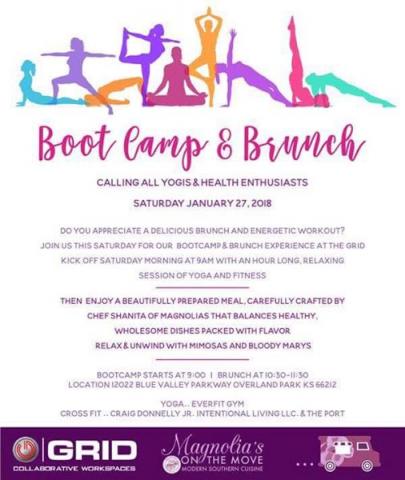 Boot Camp & Brunch
CALLING ALL YOGIS & HEALTH ENTHUSIASTS
SATURDAY JANUARY 27, 2018
DO YOU APPRECIATE A DELICIOUS BRUNCH AND ENERGETIC WORKOUT?
JOIN US THIS SATURDAY FOR OUR BOOTCAMP & BRUNCH EXPERIENCE AT THE GRID
KICK OFF SATURDAY MORNING AT 9AM WITH AN HOUR LONG, RELAXING
SESSION OF YOGA AND FITNESS
THEN ENJOY A BEAUTIFULLY PREPARED MEAL, CAREFULLY CRAFTED BY
CHEF SHANITA OF MAGNOLIAS THAT BALANCES HEALTHY,
WHOLESOME DISHES PACKED WITH FLAVOR
RELAX & UNWIND WITH MIMOSAS AND BLOODY MARYS
BOOTCAMP STARTS AT 9:00 I BRUNCH AT 10:30-11:30
LOCATION 12022 BLUE VALLEY PARKWAY OVERLAND PARK KS 66212
YOGA.. EVERFIT GYM
CROSS FIT .. CRAIG DONNELLY JR. INTENTIONAL LIVING LLC. & THE PORT
GRID
COLLABORATIVE WORKSPACES
Magnolia's
ON THE MOVE
MODERN SOUTHERN CUISINE